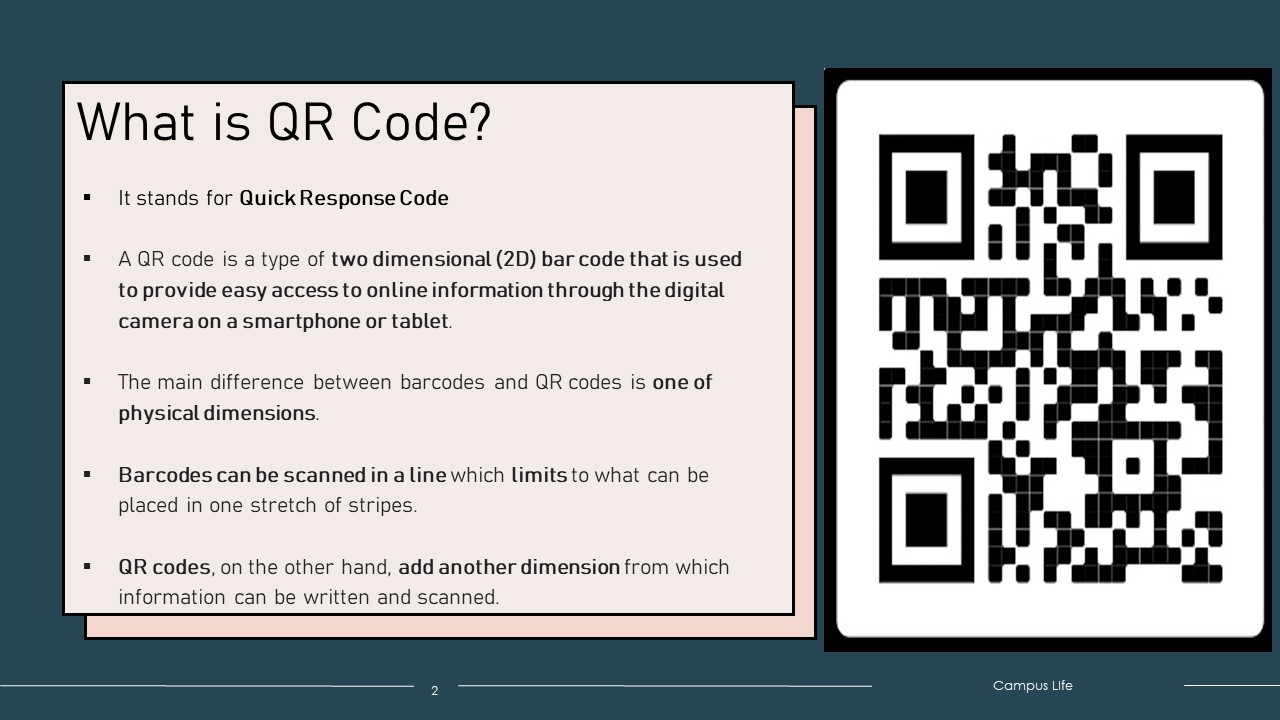 What is QR Code?
▪ It stands for Quick Response Code
▪ A QR code is a type of two dimensional (2D) bar code that is used
to provide easy access to online information through the digital
camera on a smartphone or tablet.
▪ The main difference between barcodes and QR codes is one of
physical dimensions.
▪ Barcodes can be scanned in a line which limits to what can be
placed in one stretch of stripes.
▪ QR codes, on the other hand, add another dimension from which
information can be written and scanned.
2
Campus LIfe